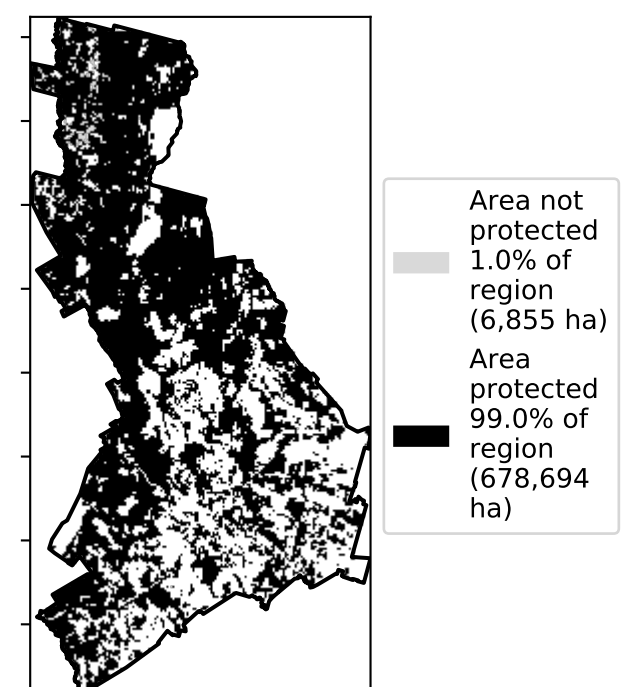 Area not
protected
1.0% of
region
(6,855 ha)
Area
protected
99.0% of
region
(678,694
ha)